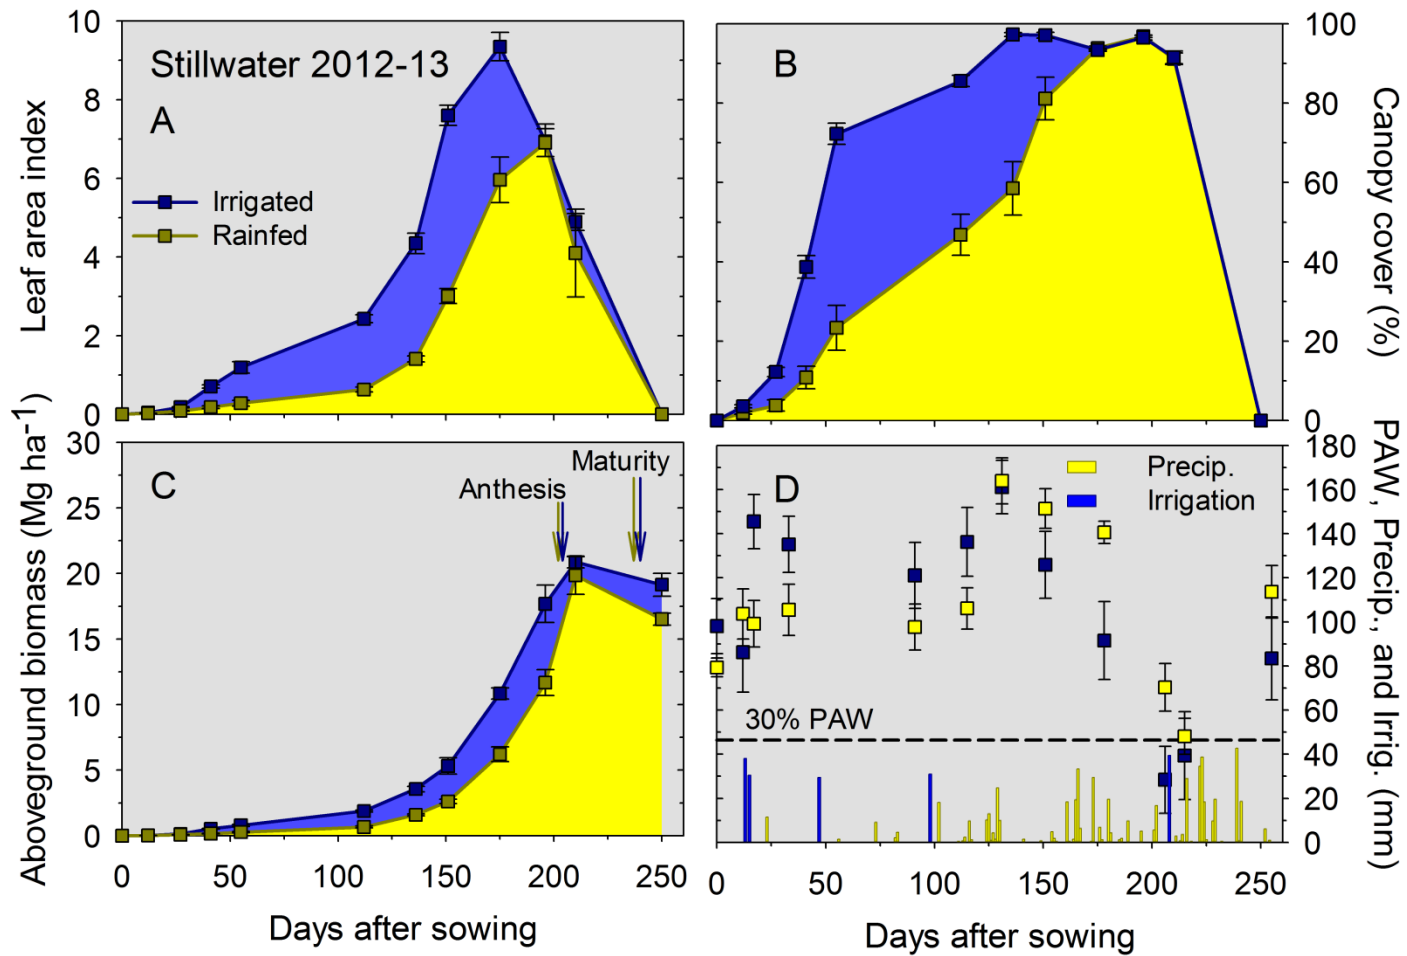 Stillwater 2012-13
A
Irrigated
Rainfed
Leaf area index
10
8
6
4
2
0
B
Canopy cover (%)
100
80
60
40
20
0
C
Anthesis
Maturity
Aboveground biomass (Mg ha-1)
30
25
20
15
10
5
0
0 50 100 150 200 250
Days after sowing
D
Precip.
Irrigation
30% PAW
PAW, Precip., and Irrig. (mm)
180
160
140
120
100
80
60
40
20
0
0 50 100 150 200 250
Days after sowing